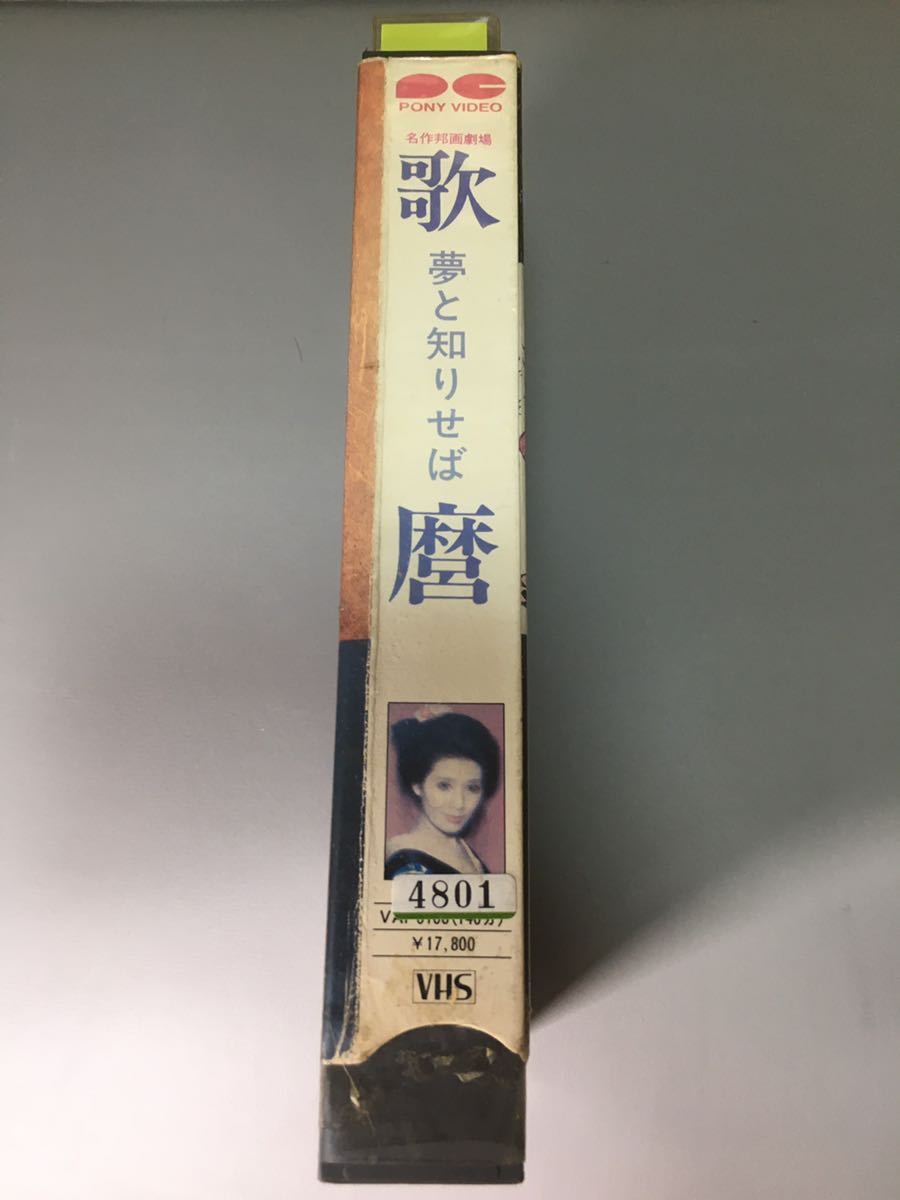 PC
PONY VIDEO
名作邦画劇場
歌
夢と知りせば
麿
4801
¥17,800
VHS